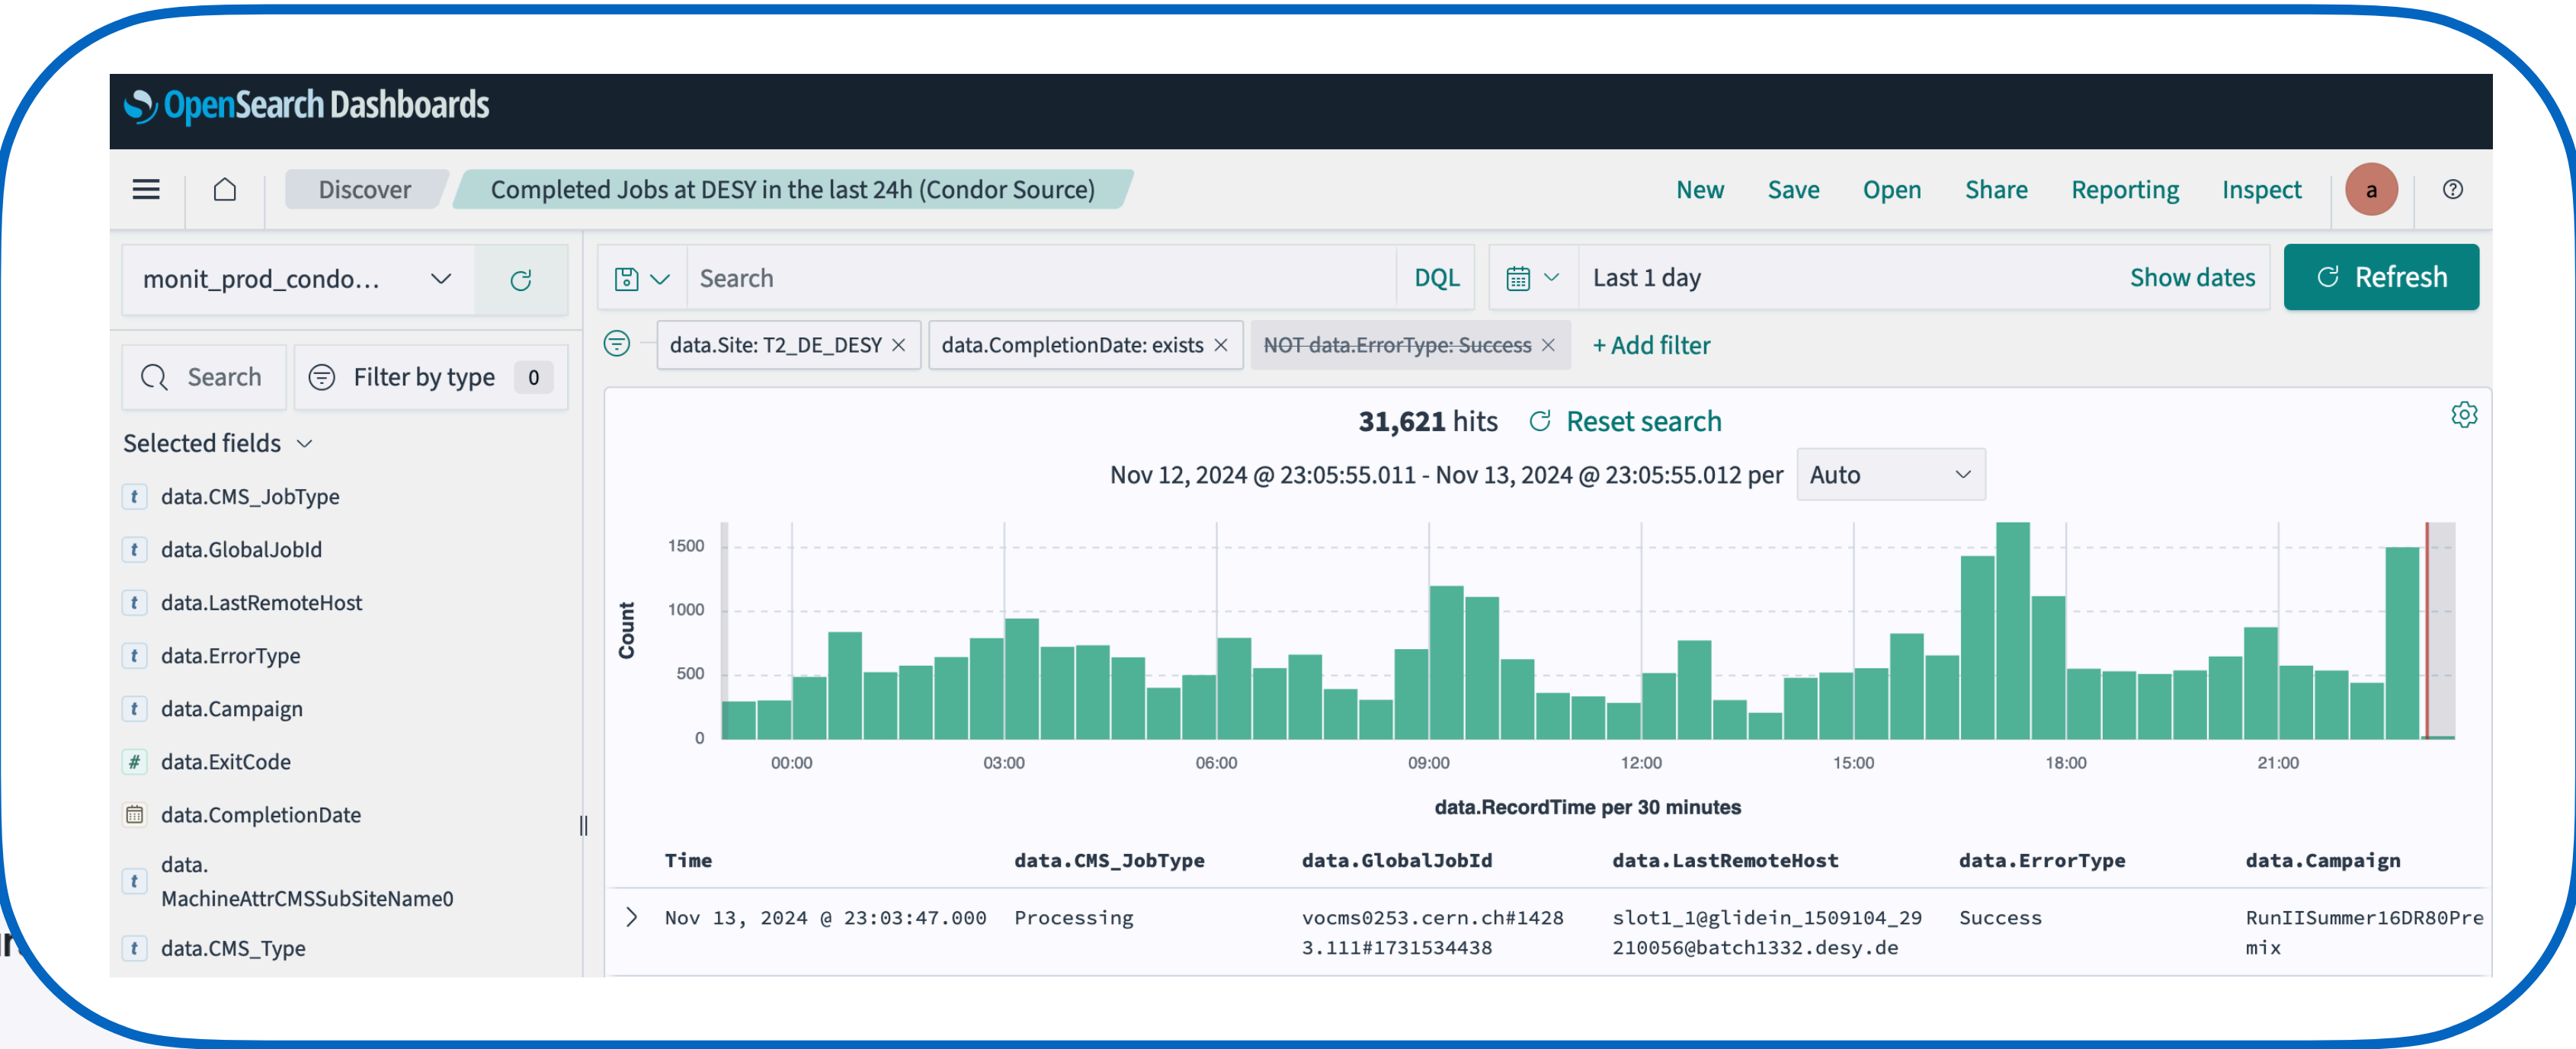 OpenSearch Dashboards
Discover
Completed Jobs at DESY in the last 24h (Condor Source)
New
Save
Open
Share
Reporting
Inspect
a
monit_prod_condo...
Search
DQL
Last 1 day
Show dates
Refresh
data.Site: T2_DE_DESY
data.CompletionDate: exists
NOT data.ErrorType: Success
+ Add filter
Search
Filter by type 0
Selected fields
t data.CMS_JobType
t data.GlobalJobId
t data.LastRemoteHost
t data.ErrorType
t data.Campaign
# data.ExitCode
data.CompletionDate
t data.
MachineAttrCMSSubSiteName0
t data.CMS_Type
31,621 hits
Reset search
Nov 12, 2024 @ 23:05:55.011 - Nov 13, 2024 @ 23:05:55.012 per
Auto
Count
1500
1000
500
0
00:00
03:00
06:00
09:00
12:00
15:00
18:00
21:00
data.RecordTime per 30 minutes
Time
data.CMS_JobType
data.GlobalJobId
data.LastRemoteHost
data.ErrorType
data.Campaign
Nov 13, 2024 @ 23:03:47.000
Processing
vocms0253.cern.ch#1428
3.111#1731534438
slot1_1@glidein_1509104_29
210056@batch1332.desy.de
Success
RunIISummer16DR80Pre
mix